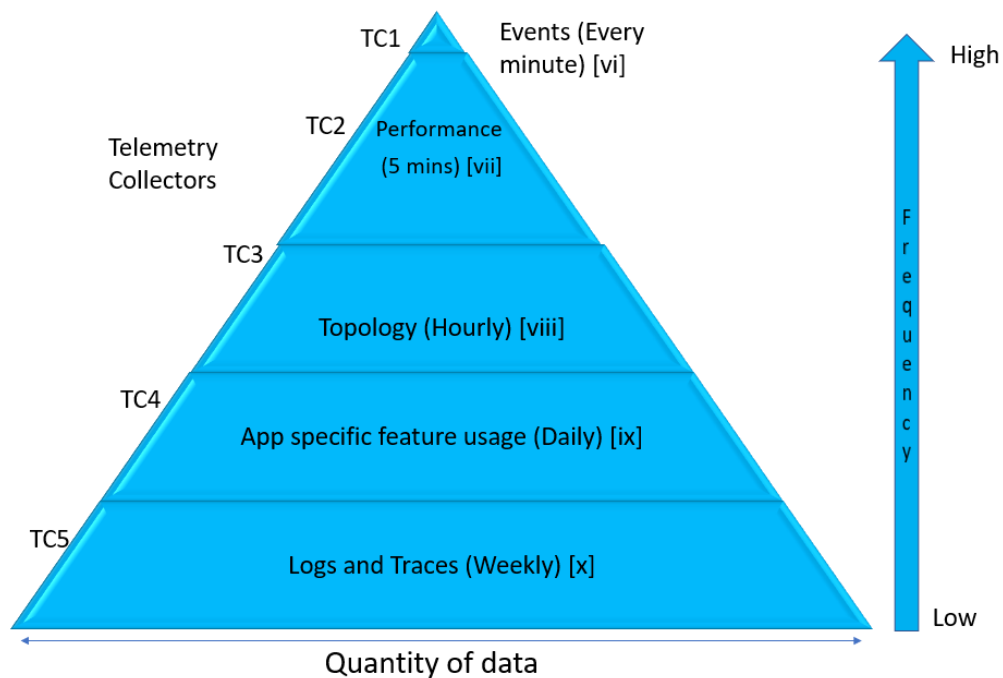 TC1
Events (Every
minute) [vi]
High
TC2
Performance
(5 mins) [vii]
Telemetry
Collectors
Frequency
TC3
Topology (Hourly) [viii]
TC4
App specific feature usage (Daily) [ix]
TC5
Logs and Traces (Weekly) [x]
Low
Quantity of data